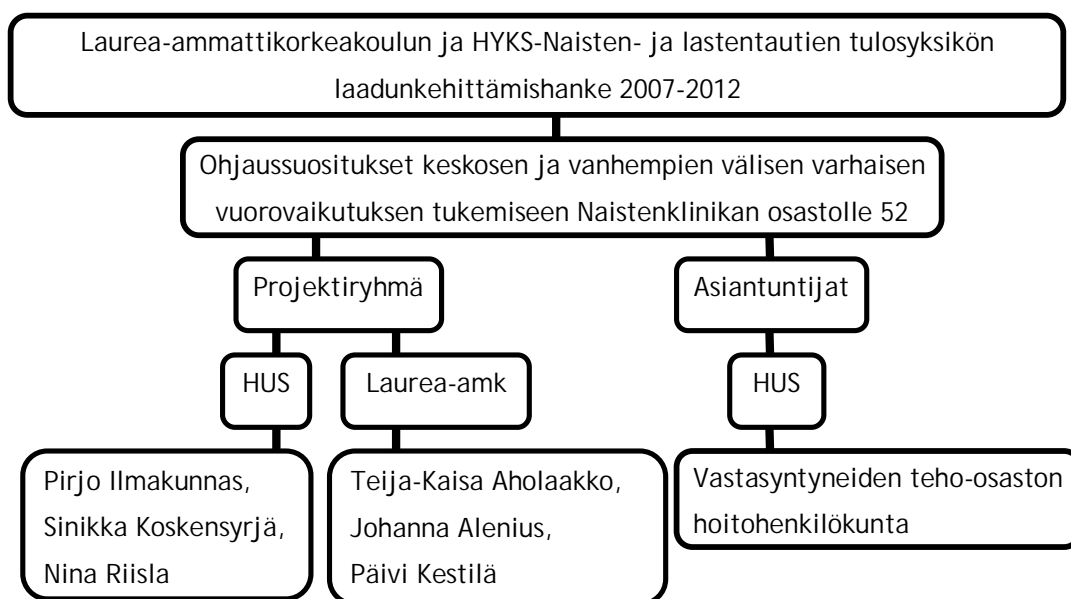 Laurea-ammattikorkeakoulun ja HYKS-Naisten- ja lastentautien tulosyksikön
laadunkehittämishanke 2007-2012
Ohjaussuositukset keskosen ja vanhempien välisen varhaisen
vuorovaikutuksen tukemiseen Naistenklinikan osastolle 52
Projektiryhmä
Asiantuntijat
HUS
Laurea-amk
HUS
Pirjo Ilmakunnas,
Sinikka Koskensyrjä,
Nina Riisla
Teija-Kaisa Aholaakko,
Johanna Alenius,
Päivi Kestilä
Vastasyntyneiden teho-osaston
hoitohenkilökunta